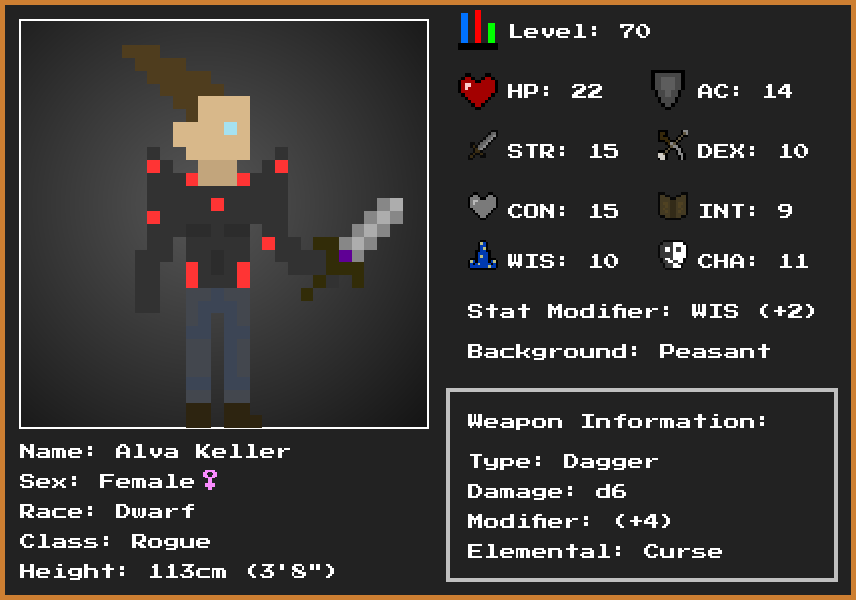 Level: 70
HP: 22
AC: 14
STR: 15
DEX: 10
CON: 15
INT: 9
WIS: 10
CHA: 11
Stat Modifier: WIS (+2)
Background: Peasant
Weapon Information:
Type: Dagger
Damage: d6
Modifier: (+4)
Elemental: Curse
Name: Alva Keller
Sex: Female♀
Race: Dwarf
Class: Rogue
Height: 113cm (3'8")